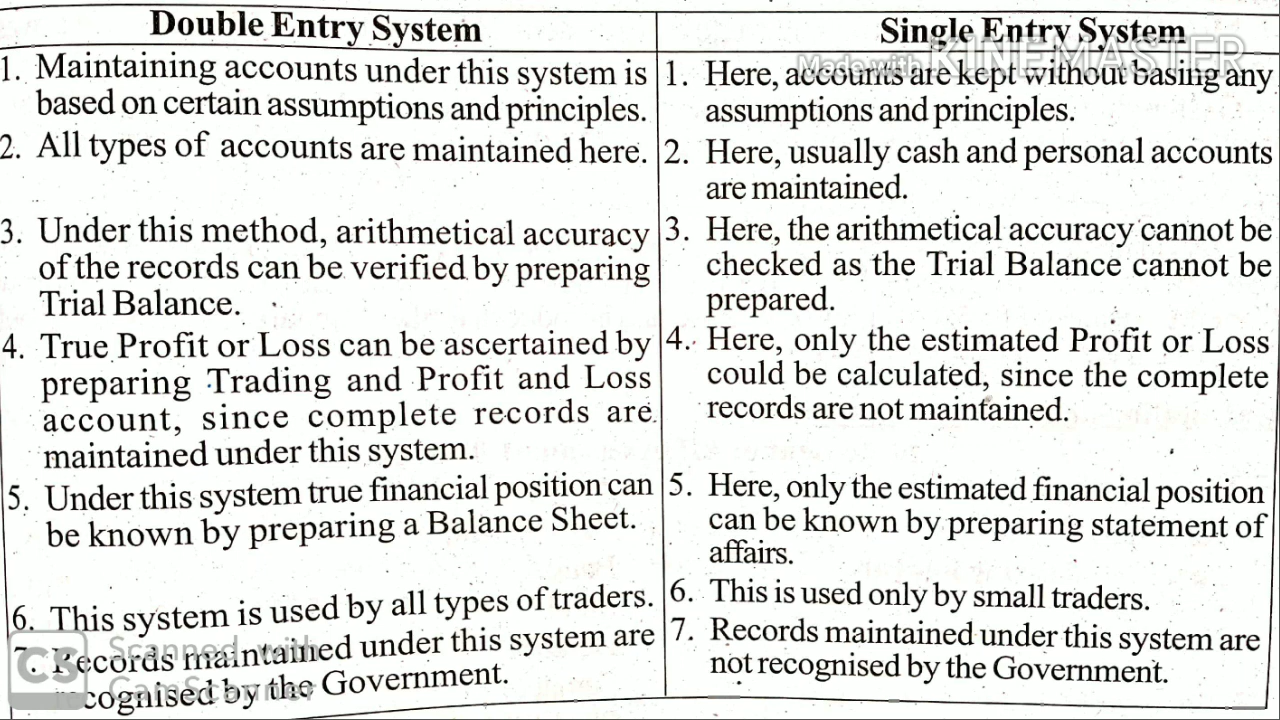 Double Entry System
1. Maintaining accounts under this system is
based on certain assumptions and principles.
2. All types of accounts are maintained here.
3. Under this method, arithmetical accuracy
of the records can be verified by preparing
Trial Balance.
4. True Profit or Loss can be ascertained by
preparing Trading and Profit and Loss
account, since complete records are
maintained under this system.
5. Under this system true financial position can
be known by preparing a Balance Sheet.
6. This system is used by all types of traders.
7. Records maintained under this system are
recognised by the Government.
Single Entry System
1. Here, accounts are kept without basing any
assumptions and principles.
2. Here, usually cash and personal accounts
are maintained.
3. Here, the arithmetical accuracy cannot be
checked as the Trial Balance cannot be
prepared.
4. Here, only the estimated Profit or Loss
could be calculated, since the complete
records are not maintained.
5. Here, only the estimated financial position
can be known by preparing statement of
affairs.
6. This is used only by small traders.
7. Records maintained under this system are
not recognised by the Government.
Made with KINEMASTER
CS
Scanned with
CamScanner